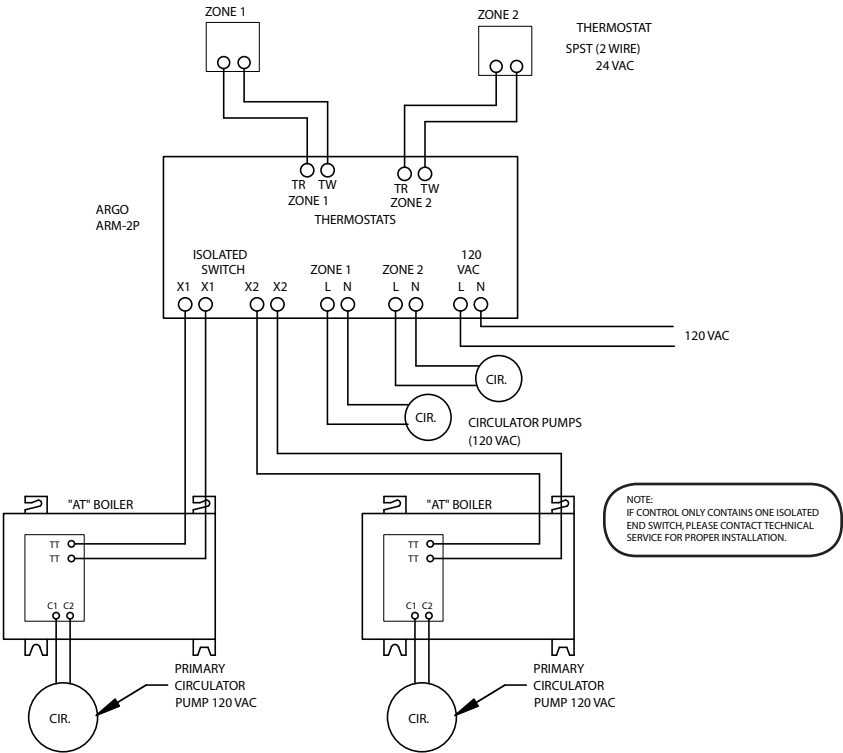 ZONE 1
ZONE 2
THERMOSTAT
SPST (2 WIRE)
24 VAC
TR TW
ZONE 1
TR TW
ZONE 2
THERMOSTATS
ARGO
ARM-2P
ISOLATED
SWITCH
X1 X1 X2 X2
ZONE 1
L N
ZONE 2
L N
120
VAC
L N
120 VAC
CIR.
CIR.
CIRCULATOR PUMPS
(120 VAC)
"AT" BOILER
TT
TT
C1 C2
CIR.
PRIMARY
CIRCULATOR
PUMP 120 VAC
"AT" BOILER
TT
TT
C1 C2
CIR.
PRIMARY
CIRCULATOR
PUMP 120 VAC
NOTE:
IF CONTROL ONLY CONTAINS ONE ISOLATED
END SWITCH, PLEASE CONTACT TECHNICAL
SERVICE FOR PROPER INSTALLATION.